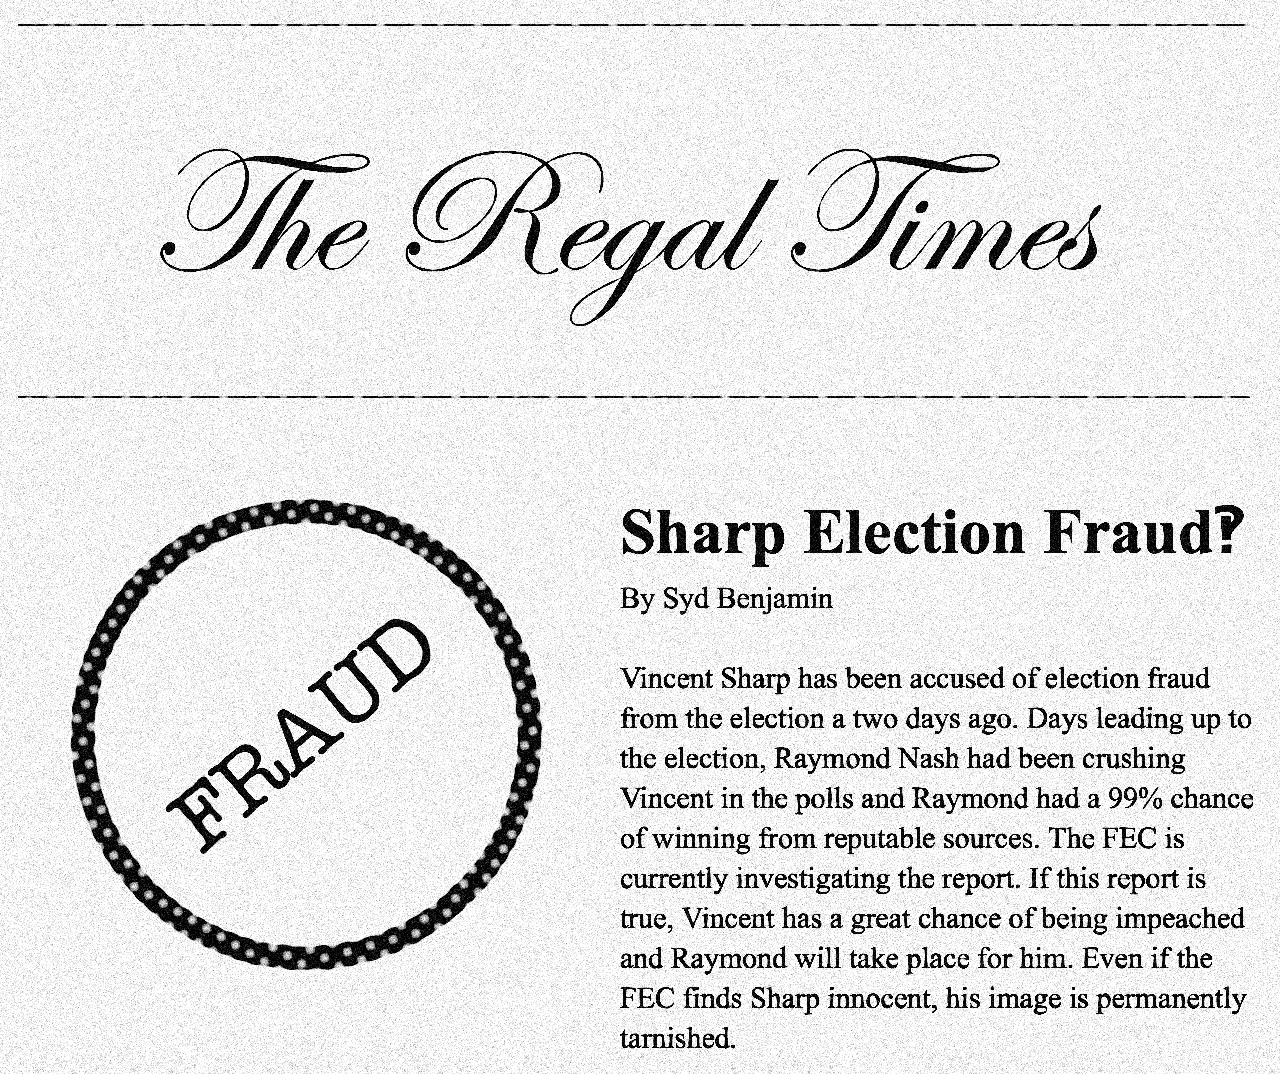 The Regal Times
FRAUD
Sharp Election Fraud?
By Syd Benjamin
Vincent Sharp has been accused of election fraud
from the election a two days ago. Days leading up to
the election, Raymond Nash had been crushing
Vincent in the polls and Raymond had a 99% chance
of winning from reputable sources. The FEC is
currently investigating the report. If this report is
true, Vincent has a great chance of being impeached
and Raymond will take place for him. Even if the
FEC finds Sharp innocent, his image is permanently
tarnished.